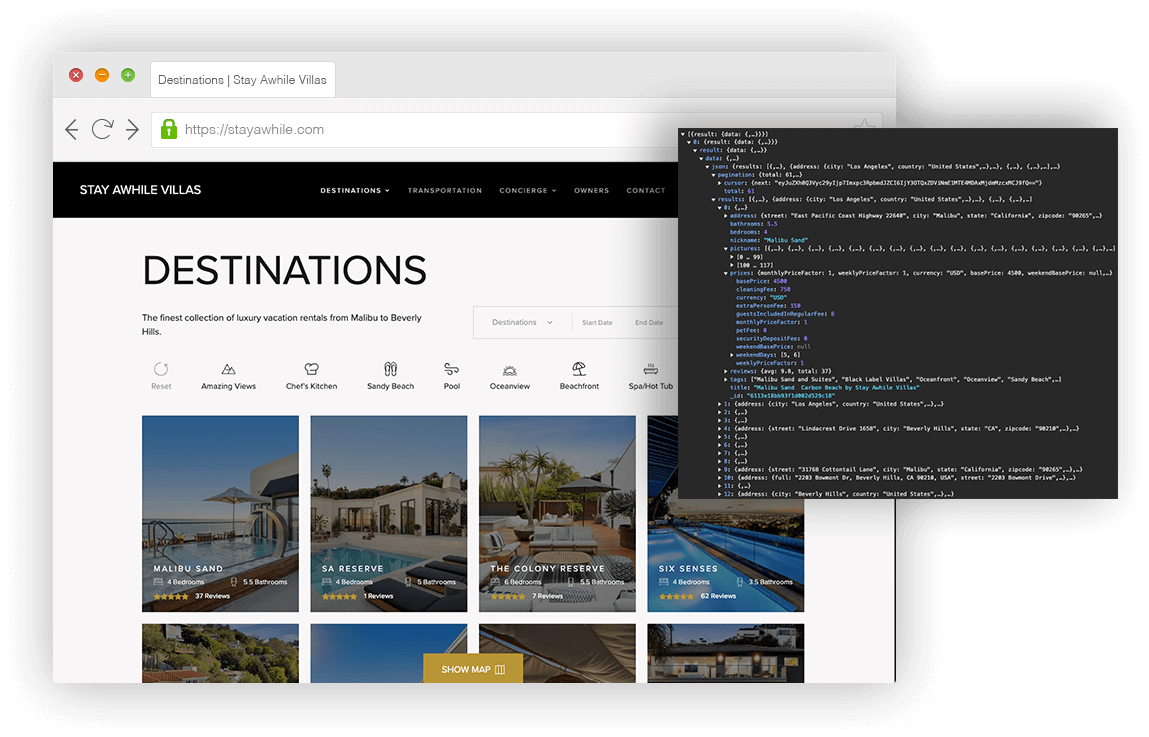 Destinations | Stay Awhile Villas
https://stayawhile.com
STAY AWHILE VILLAS
DESTINATIONS
TRANSPORTATION
CONCIERGE
OWNERS
CONTACT
DESTINATIONS
The finest collection of luxury vacation rentals from Malibu to Beverly
Hills.
Destinations
Start Date
End Date
Reset
Amazing Views
Chef's Kitchen
Sandy Beach
Pool
Oceanview
Beachfront
Spa/Hot Tub
MALIBU SAND
4 Bedrooms
5.5 Bathrooms
37 Reviews
SA RESERVE
4 Bedrooms
5 Bathrooms
1 Reviews
THE COLONY RESERVE
6 Bedrooms
5.5 Bathrooms
7 Reviews
SIX SENSES
4 Bedrooms
3.5 Bathrooms
62 Reviews
SHOW MAP
[{result: {data: {,…}}}]
0: {result: {data: {,…}}}
result: {data: {,…}}
data: {,…}
json: {results: [{,…}, {address: {city: "Los Angeles", country: "United States",…},…}, {,…}, {,…},…],…}
pagination: {total: 61,…}
total: 61
results: [{,…}, {address: {city: "Los Angeles", country: "United States",…},…}, {,…}, {,…},…]
0: {,…}
address: {street: "East Pacific Coast Highway 22640", city: "Malibu", state: "California", zipcode: "90265",…}
bathrooms: 5.5
bedrooms: 4
nickname: "Malibu Sand"
pictures: [{,…}, {,…}, {,…}, {,…}, {,…}, {,…}, {,…}, {,…}, {,…}, {,…}, {,…}, {,…}, {,…}, {,…}, {,…}, {,…},…]
[0 … 99]
[100 … 117]
prices: {monthlyPriceFactor: 1, weeklyPriceFactor: 1, currency: "USD", basePrice: 4500, weekendBasePrice: null,…}
basePrice: 4500
cleaningFee: 750
currency: "USD"
extraPersonFee: 150
guestsIncludedInRegularFee: 8
monthlyPriceFactor: 1
petFee: 0
securityDepositFee: 0
weekendBasePrice: null
weekendDays: [5, 6]
weeklyPriceFactor: 1
reviews: {avg: 9.8, total: 37}
tags: ["Malibu Sand and Suites", "Black Label Villas", "Oceanfront", "Oceanview", "Sandy Beach",…]
title: "Malibu Sand  Carbon Beach by Stay Awhile Villas"
_id: "6113e18bb93f1d002d529c18"
1: {address: {city: "Los Angeles", country: "United States",…},…}
2: {,…}
3: {,…}
4: {address: {street: "Lindacrest Drive 1658", city: "Beverly Hills", state: "CA", zipcode: "90210",…},…}
5: {,…}
6: {,…}
7: {,…}
8: {,…}
9: {address: {street: "31768 Cottontail Lane", city: "Malibu", state: "California", zipcode: "90265",…},…}
10: {address: {full: "2203 Bowmont Dr, Beverly Hills, CA 90210, USA", street: "2203 Bowmont Drive",…},…}
11: {,…}
12: {address: {city: "Beverly Hills", country: "United States",…},…}